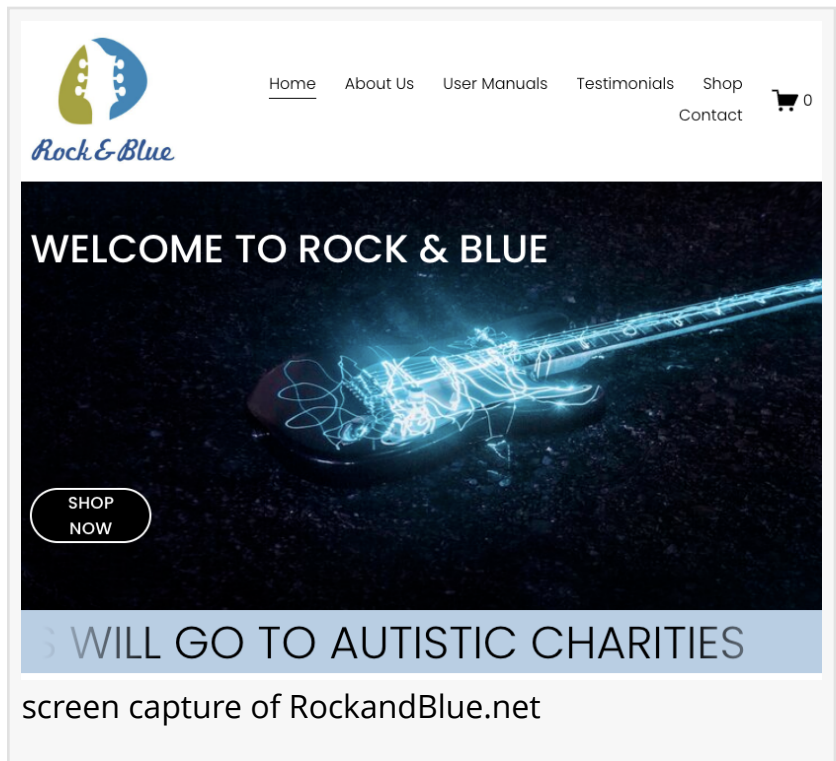 Rock & Blue
Home About Us User Manuals Testimonials Shop
Contact
0
WELCOME TO ROCK & BLUE
SHOP
NOW
S WILL GO TO AUTISTIC CHARITIES
screen capture of RockandBlue.net